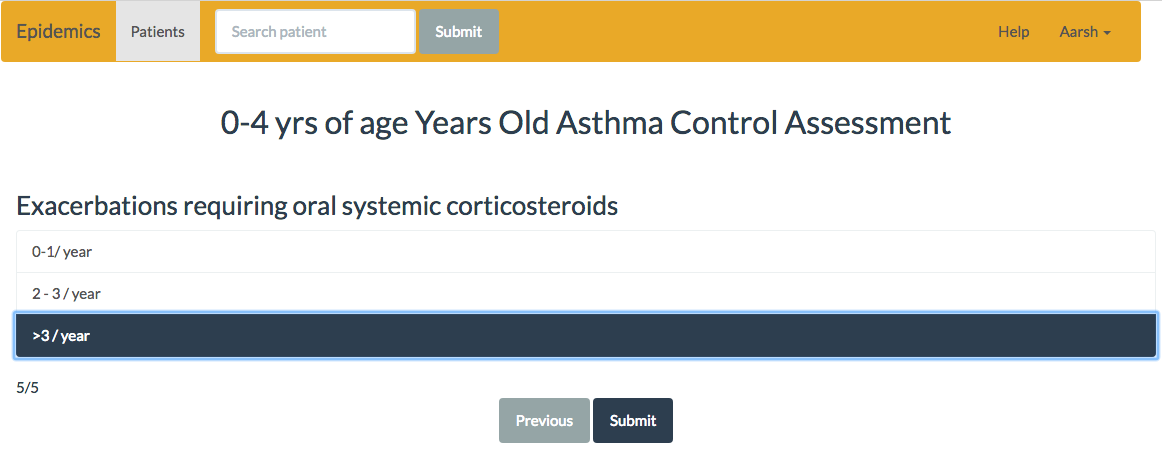 Epidemics Patients Search patient Submit Help Aarsh
0-4 yrs of age Years Old Asthma Control Assessment
Exacerbations requiring oral systemic corticosteroids
0-1/ year
2 - 3 / year
>3 / year
5/5
Previous Submit